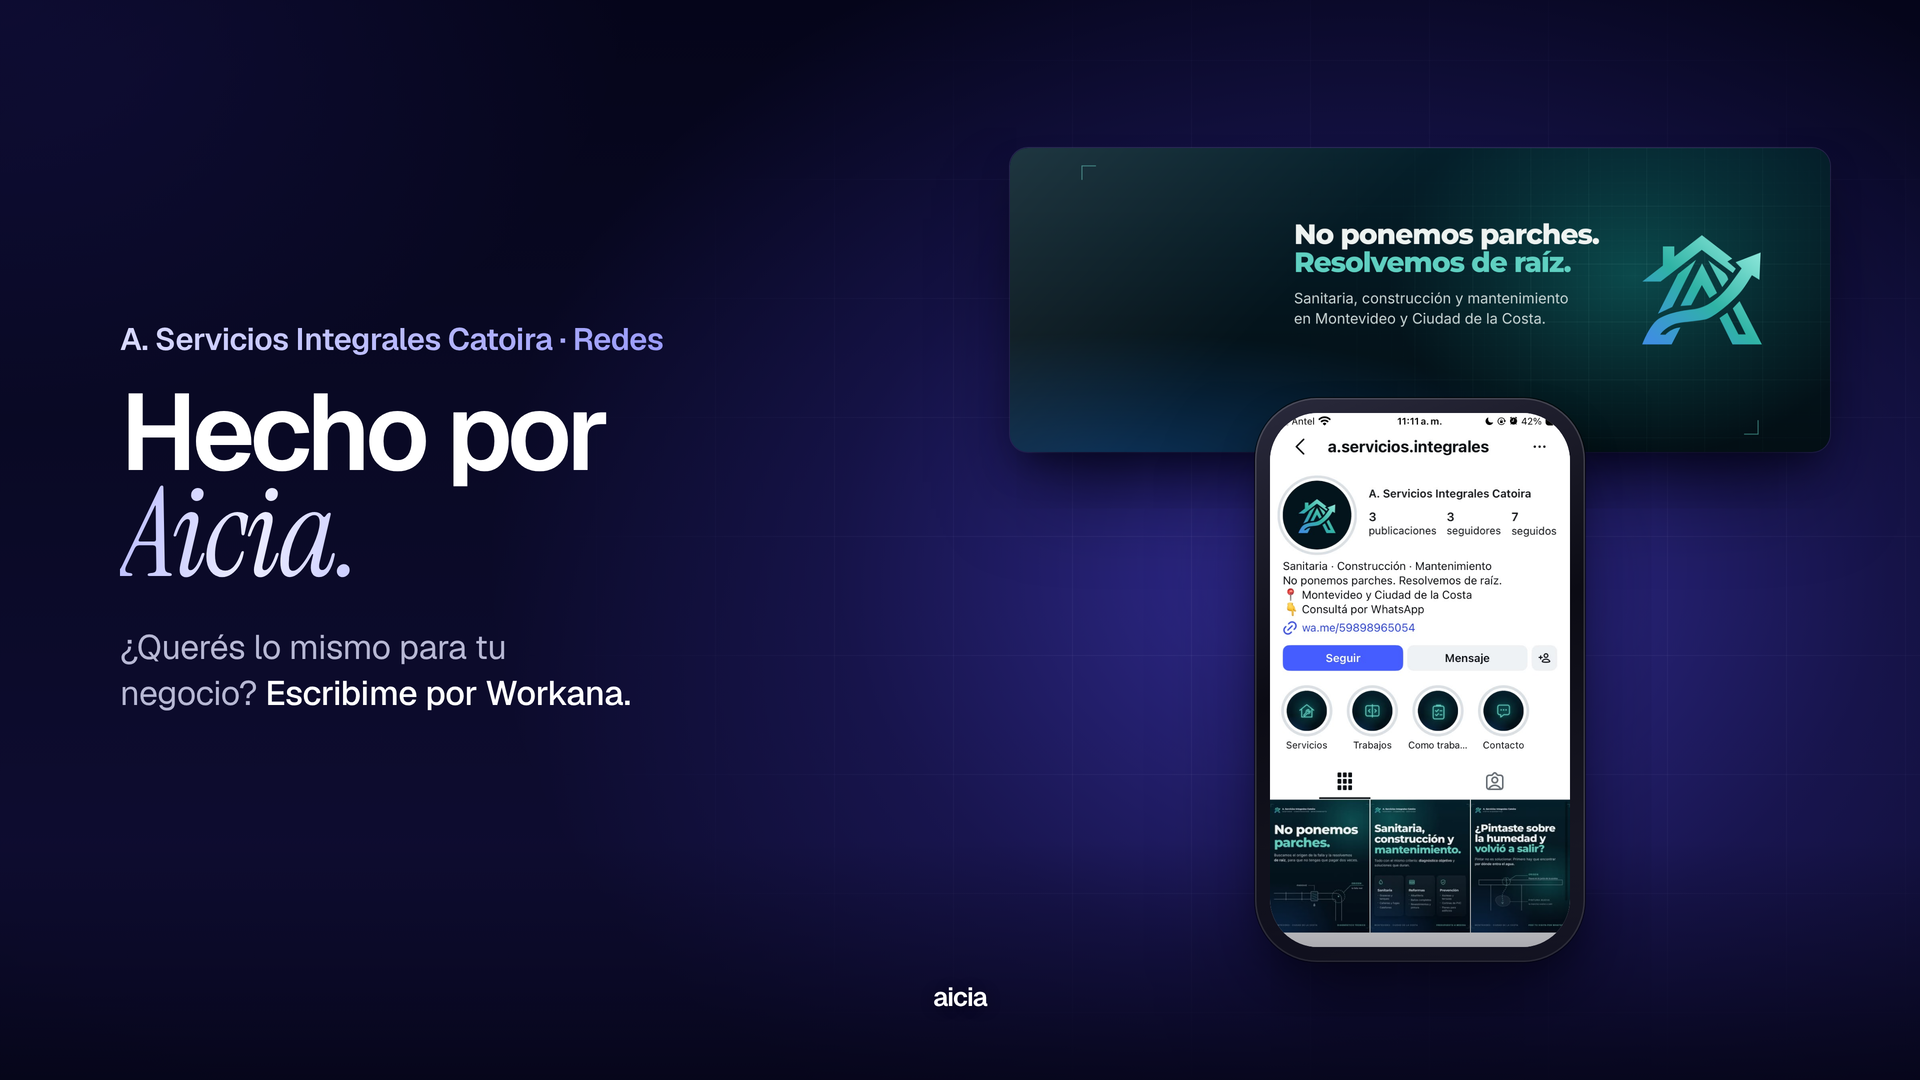 A. Servicios Integrales Catoira · Redes
Hecho por
Aicia.
¿Querés lo mismo para tu
negocio? Escribime por Workana.
No ponemos parches.
Resolvemos de raíz.
Sanitaria, construcción y mantenimiento
en Montevideo y Ciudad de la Costa.
Antel 11:11 a. m. 42%
a.servicios.integrales
A. Servicios Integrales Catoira
3 3 7
publicaciones seguidores seguidos
Sanitaria · Construcción · Mantenimiento
No ponemos parches. Resolvemos de raíz.
Montevideo y Ciudad de la Costa
Consultá por WhatsApp
wa.me/59898965054
Seguir Mensaje
Servicios Trabajos Como traba... Contacto
No ponemos
parches.
Sanitaria,
construcción y
mantenimiento.
Sanitaria Reformas Prevención
¿Pintaste sobre
la humedad y
volvió a salir?
aicia